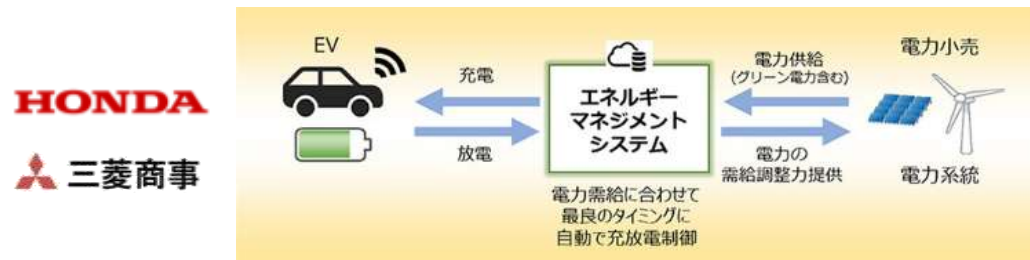 HONDA
三菱商事
EV
充電
放電
エネルギー
マネジメント
システム
電力需給に合わせて
最良のタイミングに
自動で充放電制御
電力供給
(グリーン電力含む)
電力の
需給調整力提供
電力小売
電力系統